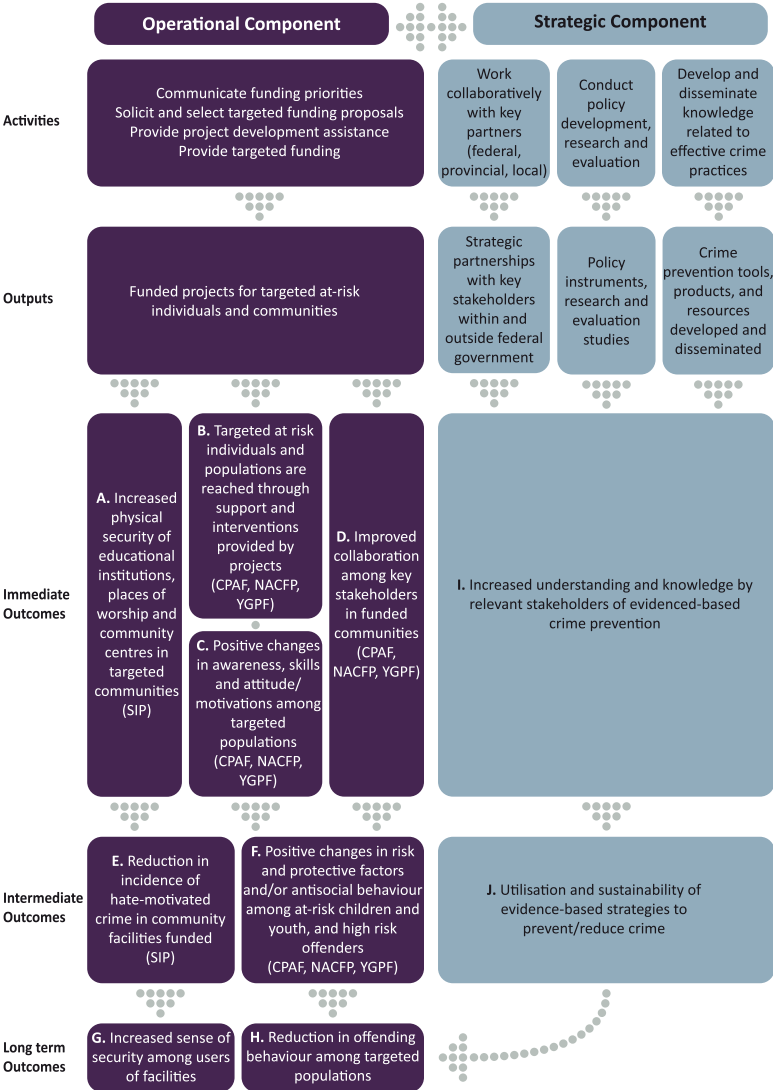 Operational Component
Strategic Component
Activities
Communicate funding priorities
Solicit and select targeted funding proposals
Provide project development assistance
Provide targeted funding
Work
collaboratively
with key
partners
(federal,
provincial, local)
Conduct
policy
development,
research and
evaluation
Develop and
disseminate
knowledge
related to
effective crime
practices
Outputs
Funded projects for targeted at-risk
individuals and communities
Strategic
partnerships
with key
stakeholders
within and
outside federal
government
Policy
instruments,
research and
evaluation
studies
Crime
prevention tools,
products, and
resources
developed and
disseminated
Immediate
Outcomes
A. Increased
physical
security of
educational
institutions,
places of
worship and
community
centres in
targeted
communities
(SIP)
B. Targeted at risk
individuals and
populations are
reached through
support and
interventions
provided by
projects
(CPAF, NACFP,
YGPF)
C. Positive changes
in awareness, skills
and attitude/
motivations among
targeted
populations
(CPAF, NACFP,
YGPF)
D. Improved
collaboration
among key
stakeholders
in funded
communities
(CPAF,
NACFP, YGPF)
I. Increased understanding and knowledge by
relevant stakeholders of evidenced-based
crime prevention
Intermediate
Outcomes
E. Reduction in
incidence of
hate-motivated
crime in community
facilities funded
(SIP)
F. Positive changes in risk
and protective factors
and/or antisocial behaviour
among at-risk children and
youth, and high risk
offenders
(CPAF, NACFP, YGPF)
J. Utilisation and sustainability of
evidence-based strategies to
prevent/reduce crime
Long term
Outcomes
G. Increased sense of
security among users
of facilities
H. Reduction in offending
behaviour among targeted
populations